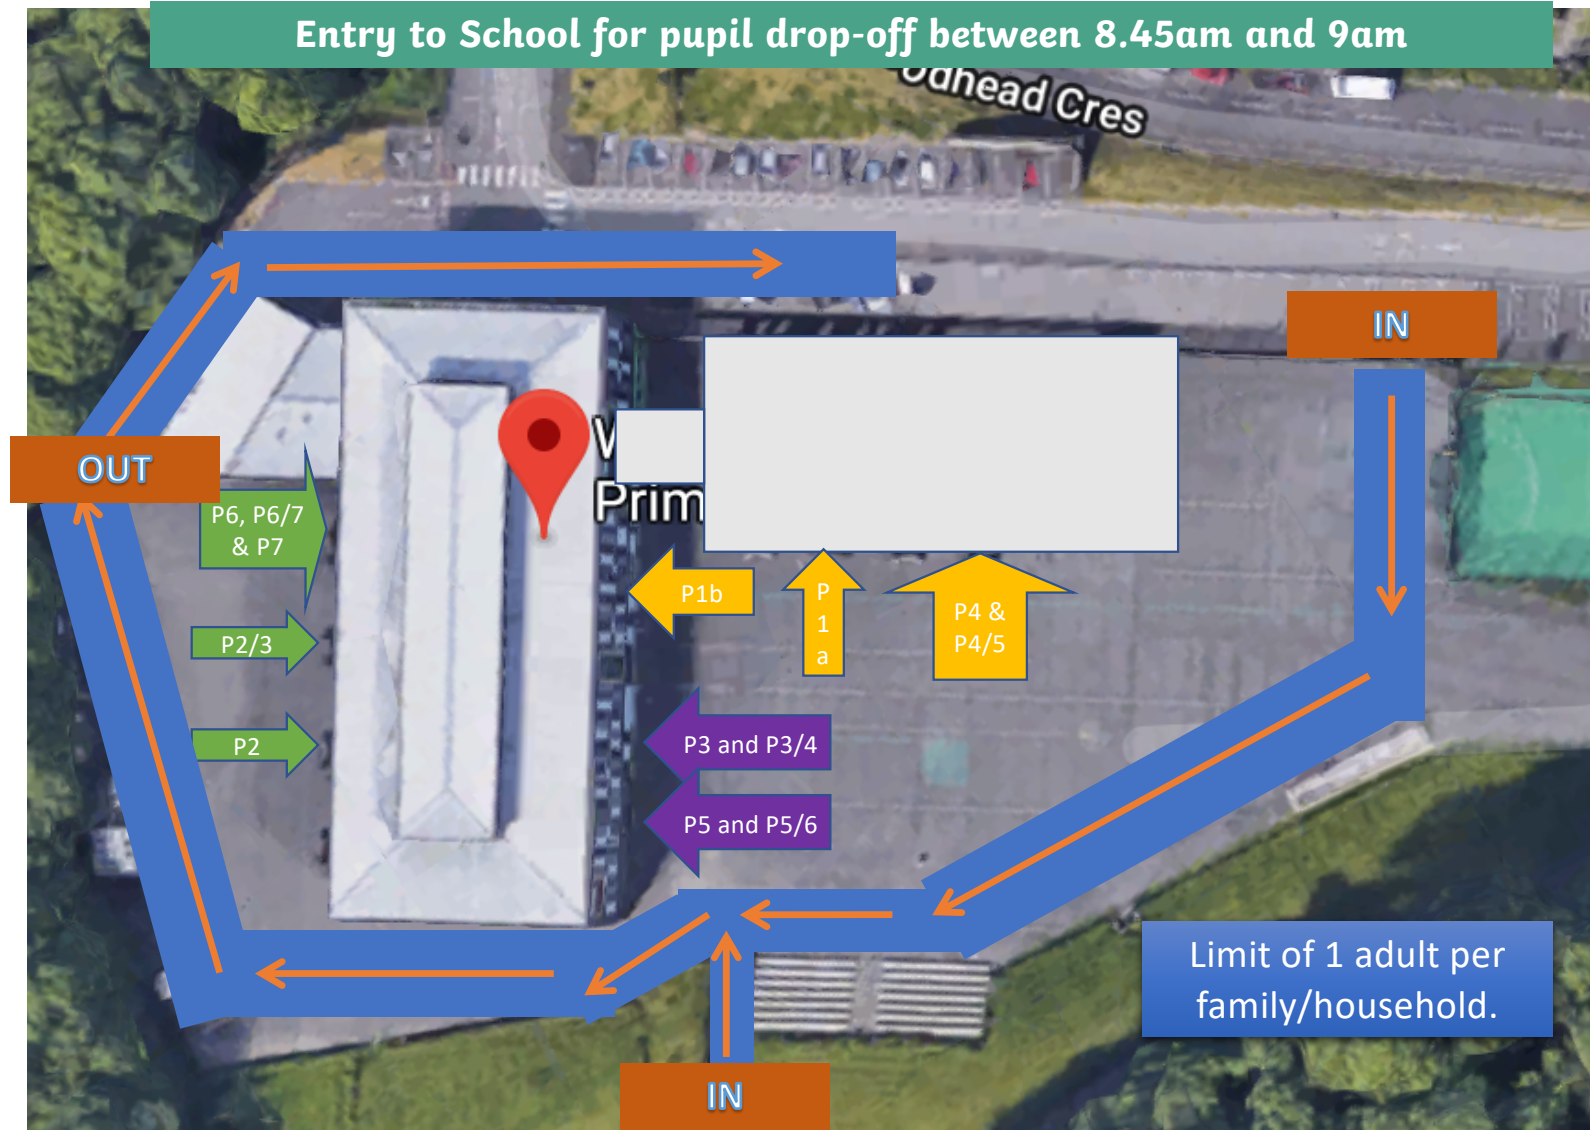 Entry to School for pupil drop-off between 8.45am and 9am
Cres
IN
OUT
P6, P6/7
& P7
P1b
P
1
a
P4 &
P4/5
P2/3
P2
P3 and P3/4
P5 and P5/6
Limit of 1 adult per
family/household.
IN